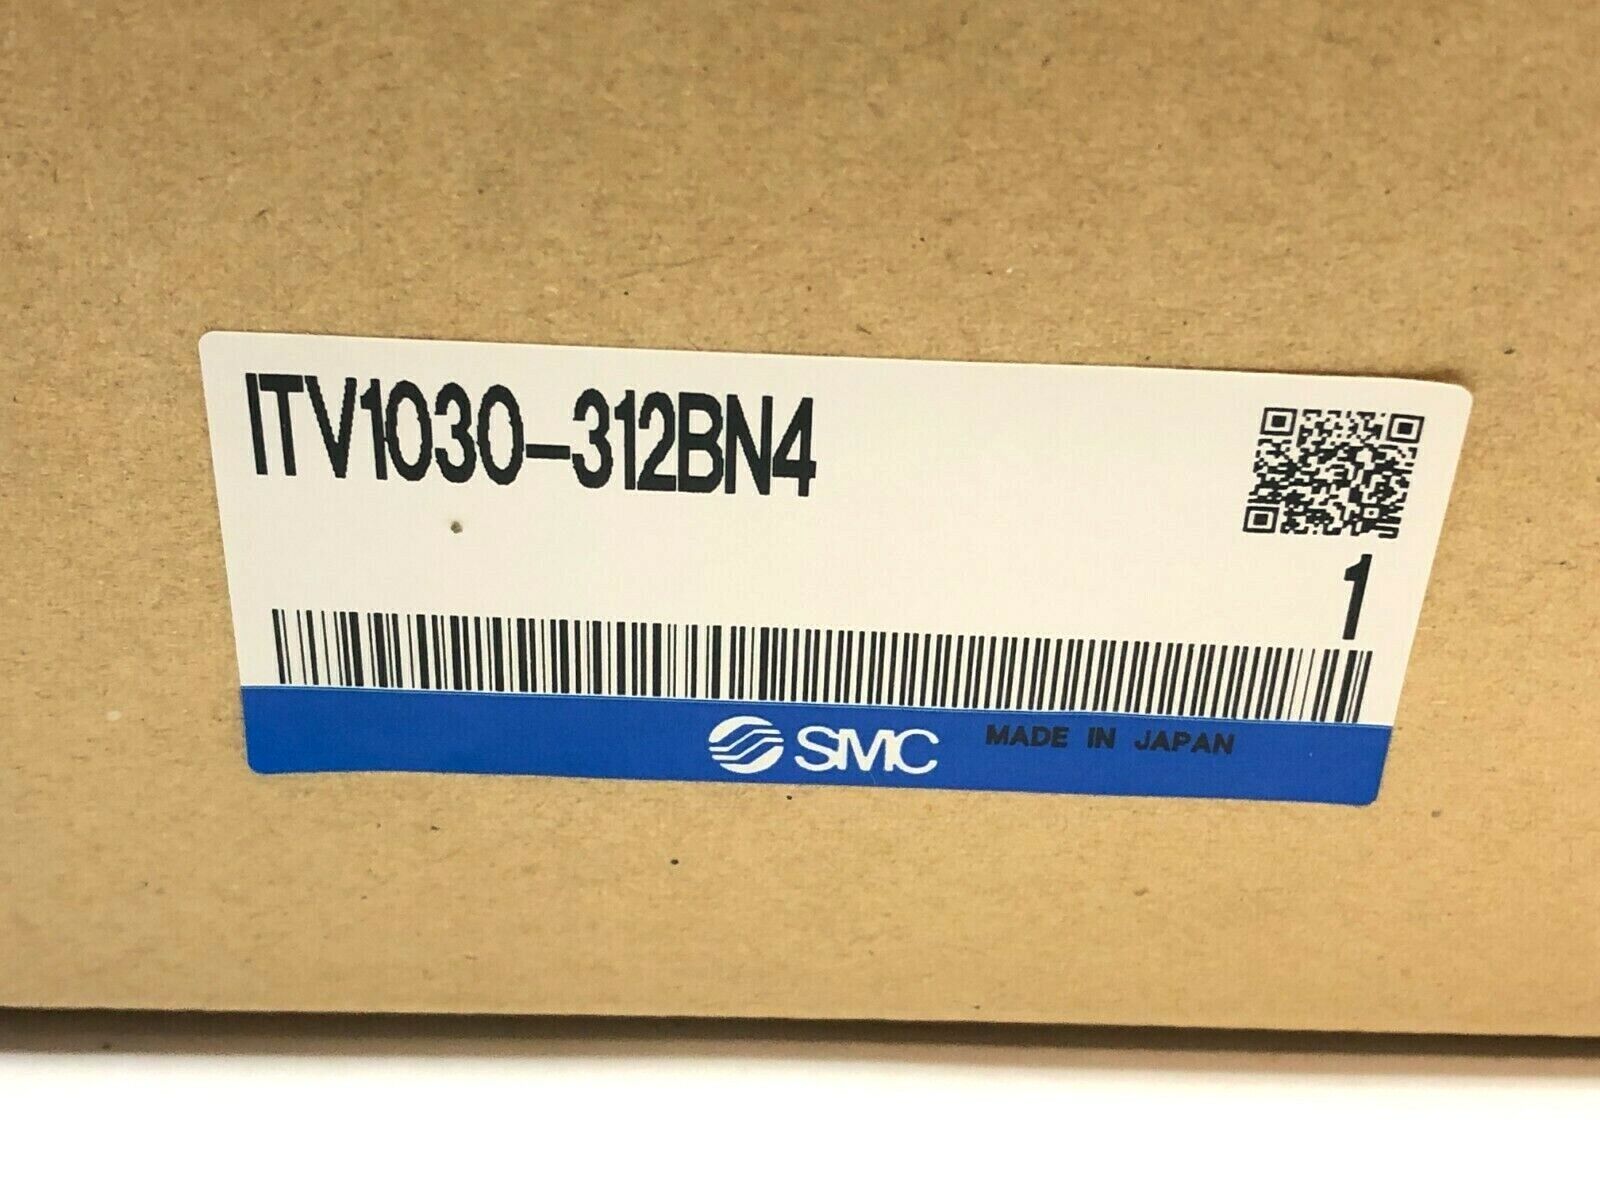 ITV1030-312BN4
1
SMC MADE IN JAPAN